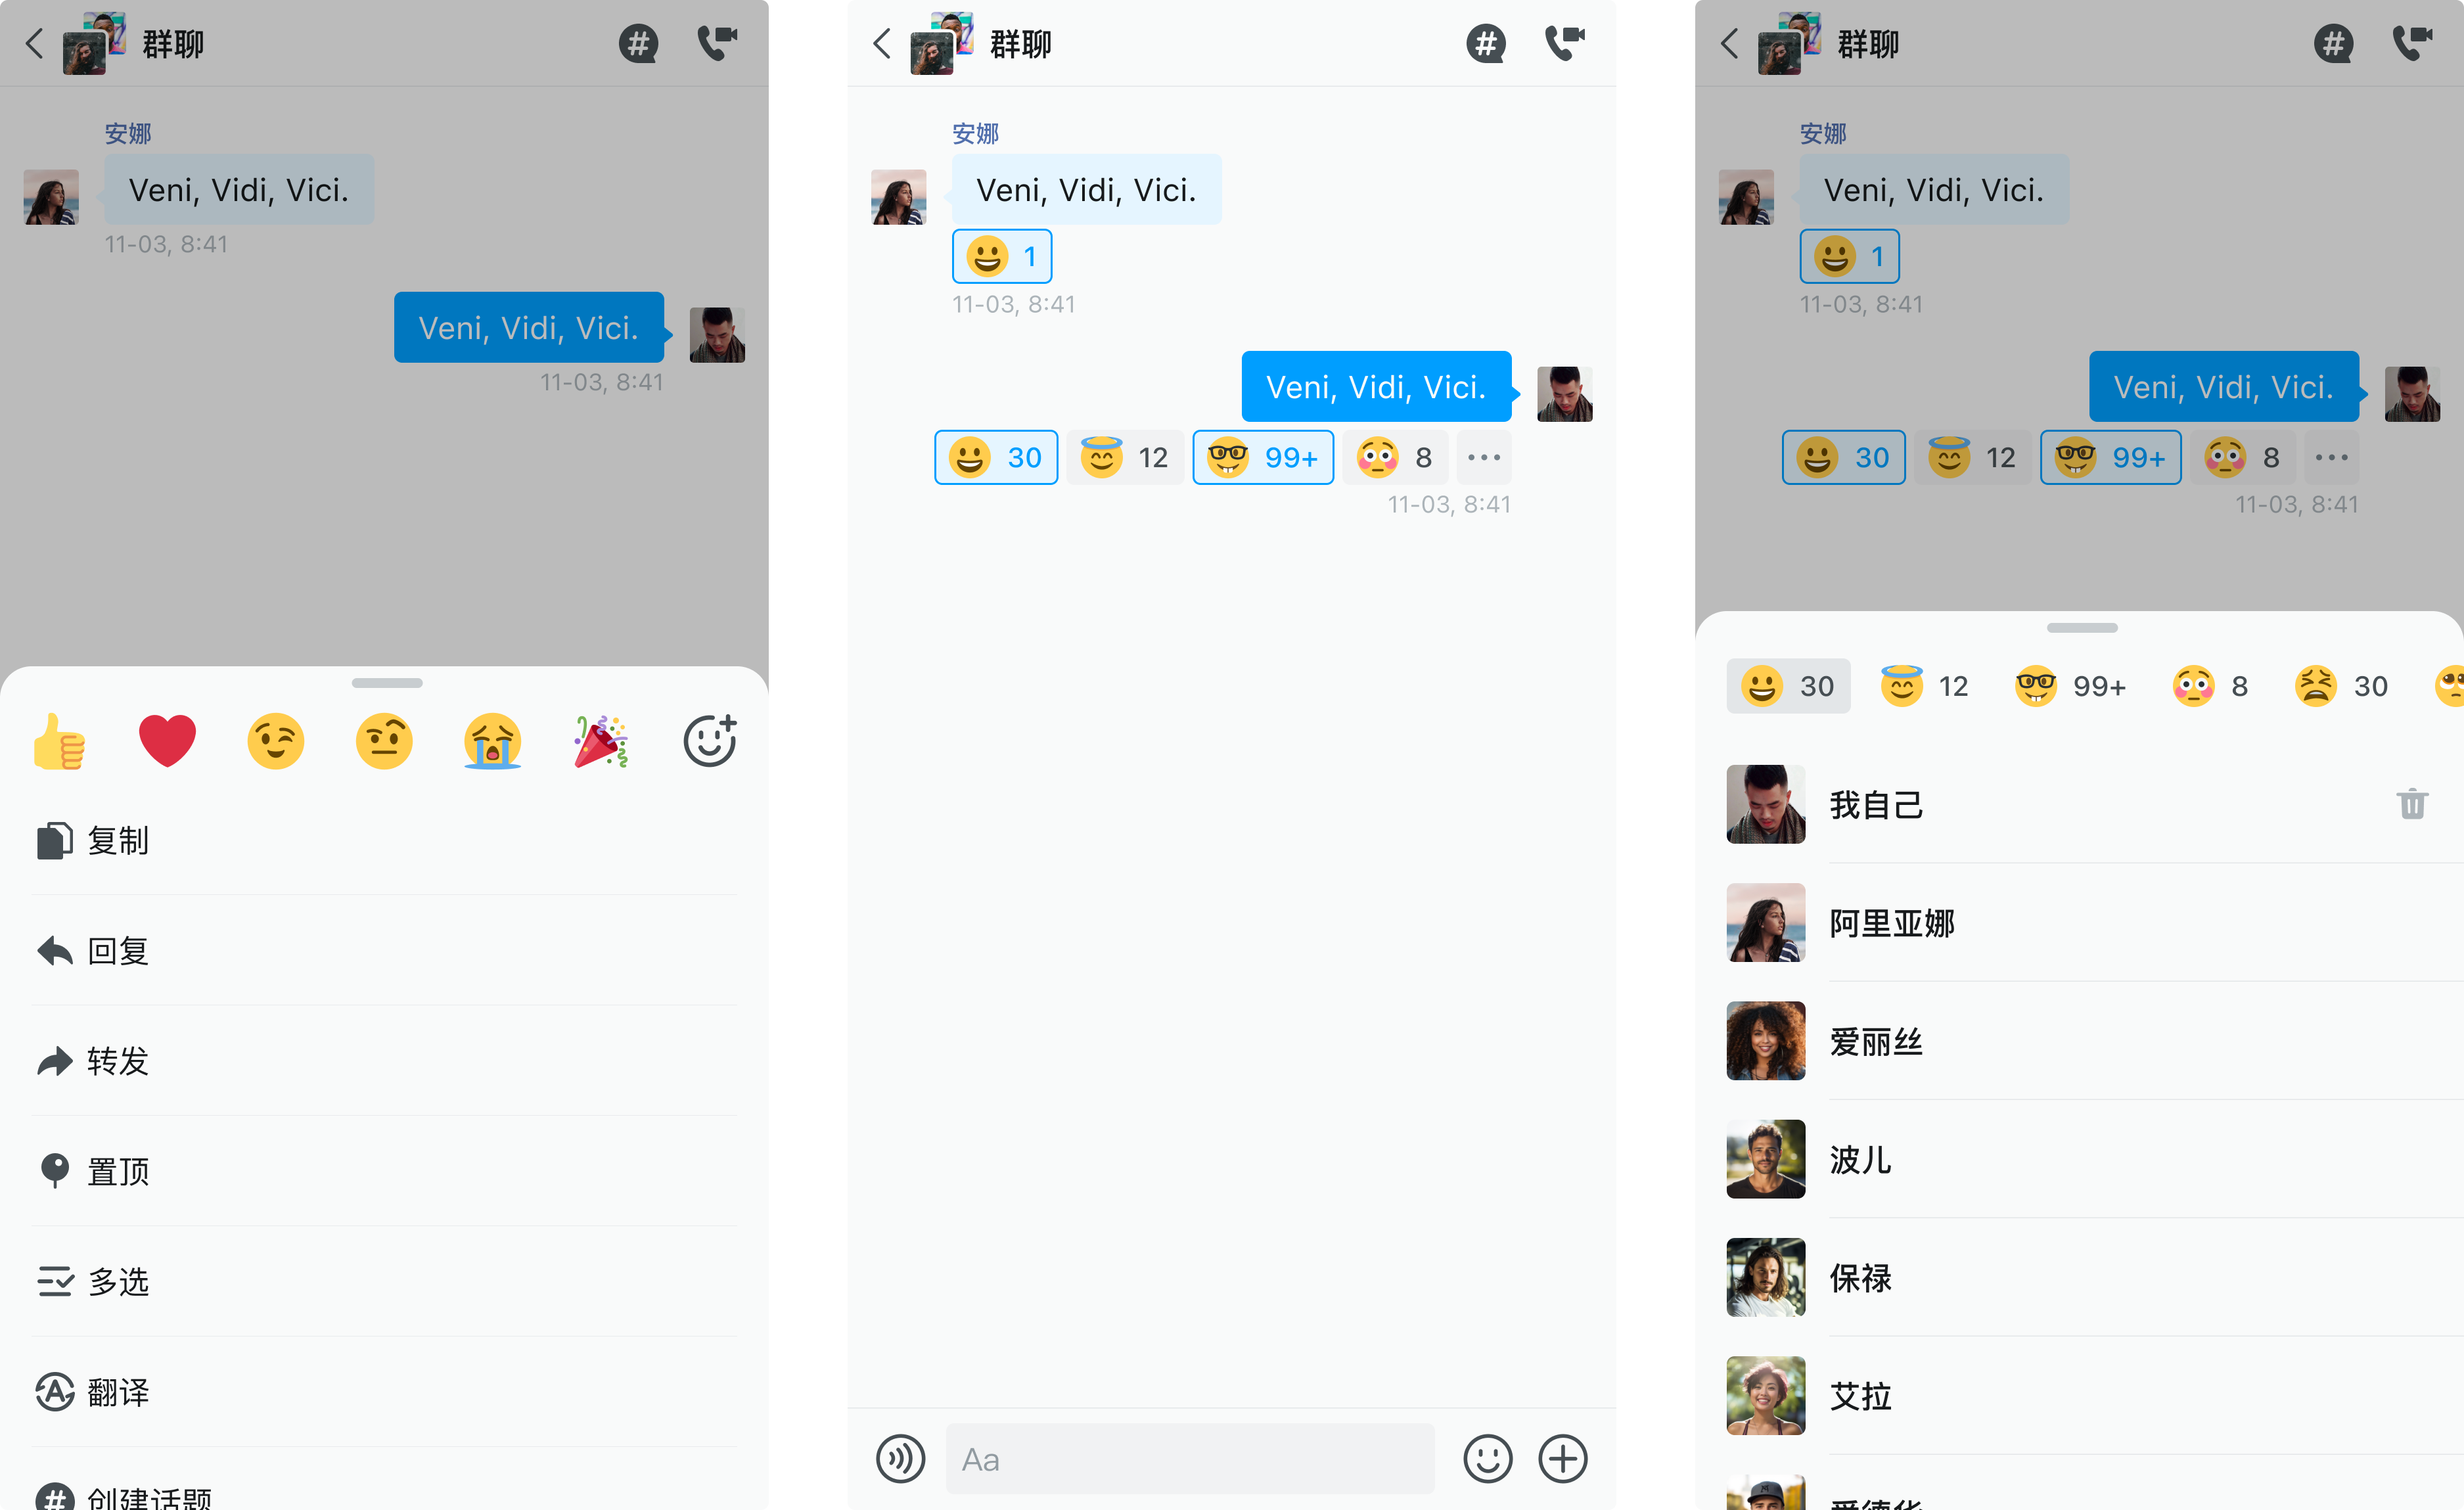 群聊
安娜
Veni, Vidi, Vici.
11-03, 8:41
Veni, Vidi, Vici.
11-03, 8:41
复制
回复
转发
置顶
多选
翻译
创建话题
群聊
安娜
Veni, Vidi, Vici.
1
11-03, 8:41
Veni, Vidi, Vici.
30 12 99+ 8
11-03, 8:41
Aa
群聊
安娜
Veni, Vidi, Vici.
1
11-03, 8:41
Veni, Vidi, Vici.
30 12 99+ 8
11-03, 8:41
30 12 99+ 8 30
我自己
阿里亚娜
爱丽丝
波儿
保禄
艾拉
爱德华